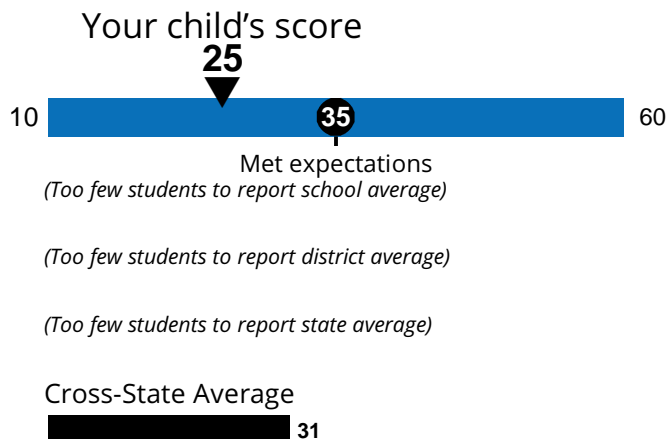 Your child's score
25
10 35 60
Met expectations
(Too few students to report school average)
(Too few students to report district average)
(Too few students to report state average)
Cross-State Average
31